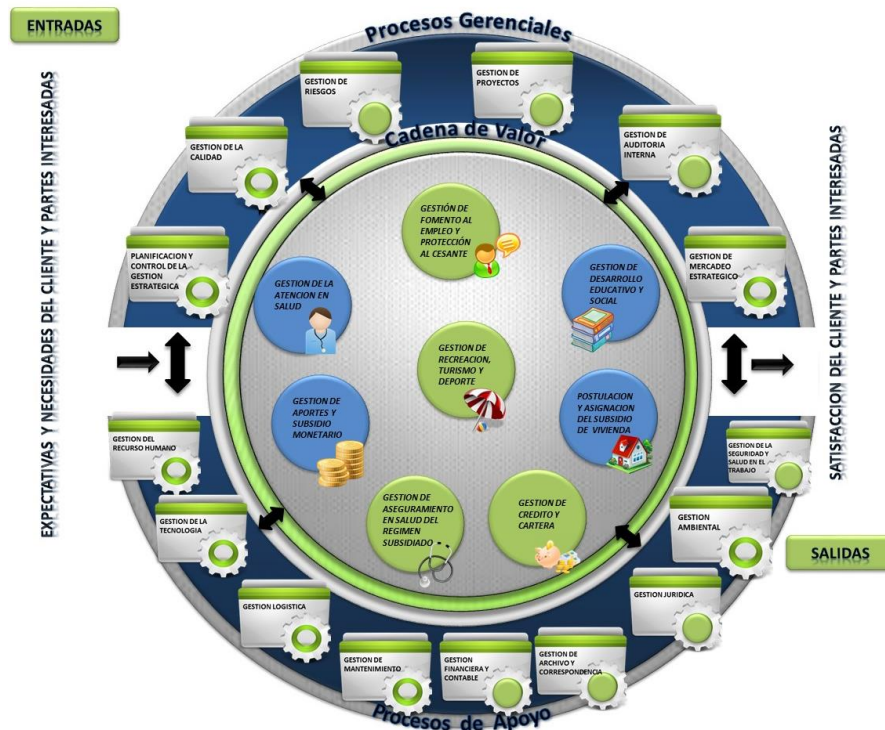 ENTRADAS
Procesos Gerenciales
GESTION DE
RIESGOS
GESTION DE
PROYECTOS
GESTION DE LA
CALIDAD
GESTION DE
AUDITORIA
INTERNA
PLANIFICACION Y
CONTROL DE LA
GESTION
ESTRATEGICA
GESTION DE
MERCADEO
ESTRATEGICO
Cadena de Valor
GESTIÓN DE
FOMENTO AL
EMPLEO Y
PROTECCIÓN
AL CESANTE
GESTION DE LA
ATENCION EN
SALUD
GESTION DE
DESARROLLO
EDUCATIVO Y
SOCIAL
GESTION DE
RECREACION,
TURISMO Y
DEPORTE
GESTION DE
APORTES Y
SUBSIDIO
MONETARIO
POSTULACION
Y ASIGNACION
DEL SUBSIDIO
DE VIVIENDA
GESTION DE
ASEGURAMIENTO
EN SALUD DEL
REGIMEN
SUBSIDIADO
GESTION DE
CREDITO Y
CARTERA
EXPECTATIVAS Y NECESIDADES DEL CLIENTE Y PARTES INTERESADAS
SATISFACCION DEL CLIENTE Y PARTES INTERESADAS
GESTION DEL
RECURSO HUMANO
GESTION DE LA
SEGURIDAD Y
SALUD EN EL
TRABAJO
GESTION DE LA
TECNOLOGIA
GESTION
AMBIENTAL
SALIDAS
GESTION LOGISTICA
GESTION JURIDICA
GESTION DE
MANTENIMIENTO
GESTION
FINANCIERA Y
CONTABLE
GESTION DE
ARCHIVO Y
CORRESPONDENCIA
Procesos de Apoyo